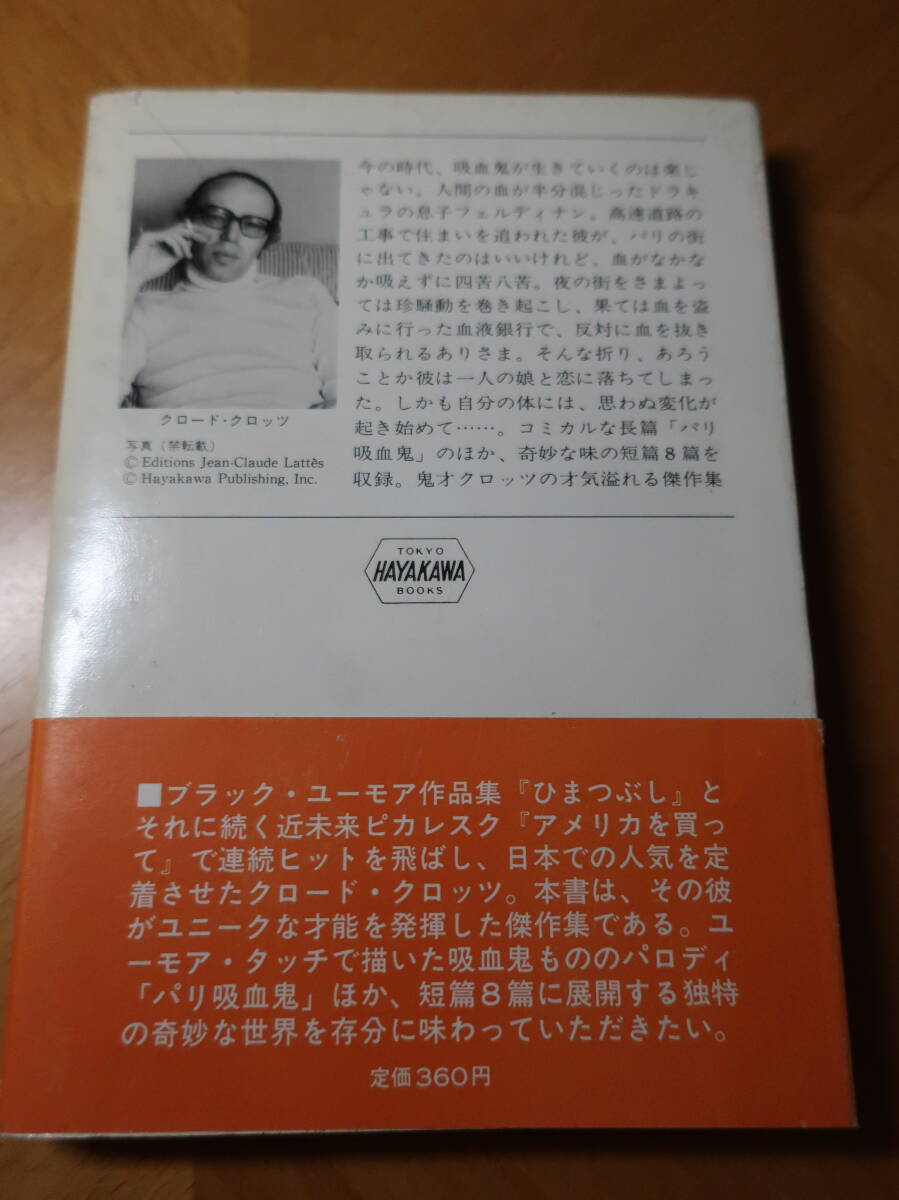 今の時代、吸血鬼が生きていくのは楽じ
ゃない。人間の血が半分混じったドラキ
ュラの息子フェルディナン。高速道路の
工事で住まいを追われた彼が、パリの街
に出てきたのはいいけれど、血がなかな
か吸えずに四苦八苦。夜の街をさまよっ
ては珍騒動を巻き起こし、果ては血を盗
みに行った血液銀行で、反対に血を抜き
取られるありさま。そんな折り、あろう
ことか彼は一人の娘と恋に落ちてしまっ
た。しかも自分の体には、思わぬ変化が
起き始めて……。コミカルな長篇「パリ
吸血鬼」のほか、奇妙な味の短篇8篇を
収録。鬼才クロッツの才気溢れる傑作集
クロード・クロッツ
写真(禁転載)
©Editions Jean-Claude Lattès
©Hayakawa Publishing, Inc.
TOKYO
HAYAKAWA
BOOKS
■ブラック・ユーモア作品集『ひまつぶし』と
それに続く近未来ピカレスク『アメリカを買っ
て』で連続ヒットを飛ばし、日本での人気を定
着させたクロード・クロッツ。本書は、その彼
がユニークな才能を発揮した傑作集である。ユ
ーモア・タッチで描いた吸血鬼もののパロディ
「パリ吸血鬼」ほか、短篇8篇に展開する独特
の奇妙な世界を存分に味わっていただきたい。
定価360円